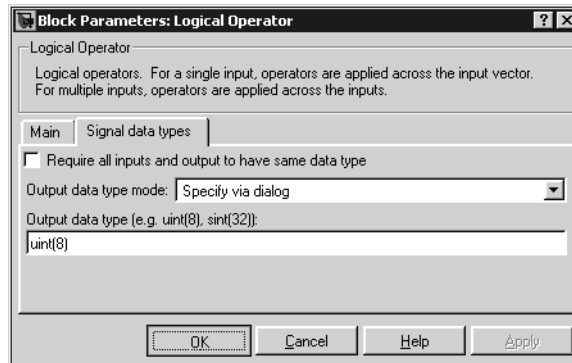 Block Parameters: Logical Operator
Logical Operator
Logical operators. For a single input, operators are applied across the input vector.
For multiple inputs, operators are applied across the inputs.
Main Signal data types
Require all inputs and output to have same data type
Output data type mode: Specify via dialog
Output data type (e.g. uint(8), sint(32)):
uint(8)
OK Cancel Help Apply